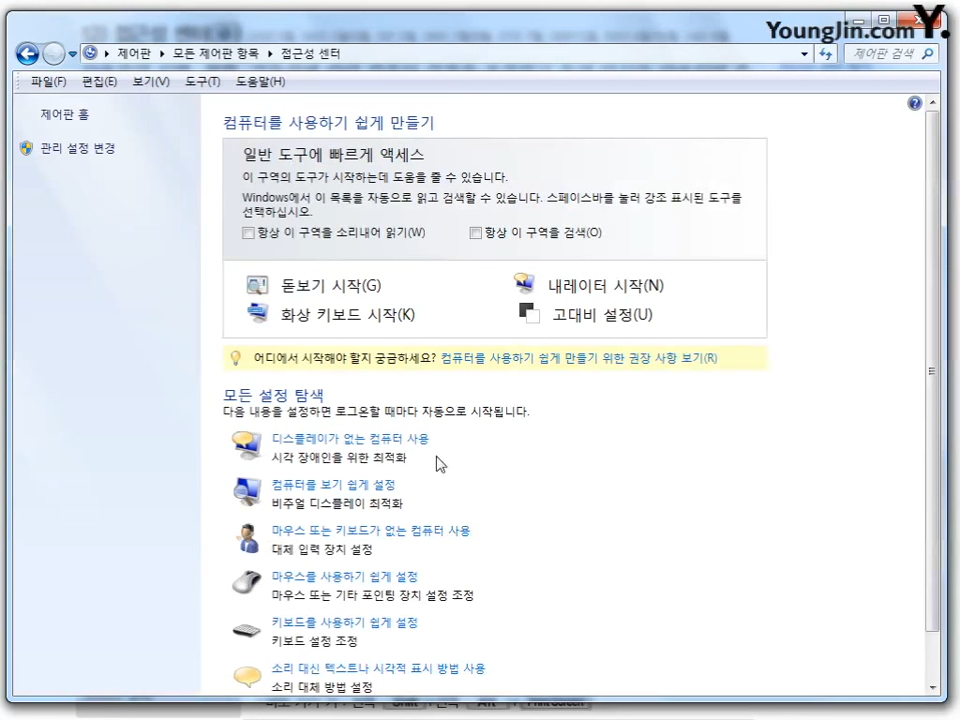 YoungJin.com Y.
제어판 모든 제어판 항목 접근성 센터
제어판 검색
파일(F) 편집(E) 보기(V) 도구(T) 도움말(H)
제어판 홈
관리 설정 변경
컴퓨터를 사용하기 쉽게 만들기
일반 도구에 빠르게 액세스
이 구역의 도구가 시작하는데 도움을 줄 수 있습니다.
Windows에서 이 목록을 자동으로 읽고 검색할 수 있습니다. 스페이스바를 눌러 강조 표시된 도구를
선택하십시오.
항상 이 구역을 소리내어 읽기(W) 항상 이 구역을 검색(O)
돋보기 시작(G) 내레이터 시작(N)
화상 키보드 시작(K) 고대비 설정(U)
어디에서 시작해야 할지 궁금하세요? 컴퓨터를 사용하기 쉽게 만들기 위한 권장 사항 보기(R)
모든 설정 탐색
다음 내용을 설정하면 로그온할 때마다 자동으로 시작됩니다.
디스플레이가 없는 컴퓨터 사용
시각 장애인을 위한 최적화
컴퓨터를 보기 쉽게 설정
비주얼 디스플레이 최적화
마우스 또는 키보드가 없는 컴퓨터 사용
대체 입력 장치 설정
마우스를 사용하기 쉽게 설정
마우스 또는 기타 포인팅 장치 설정 조정
키보드를 사용하기 쉽게 설정
키보드 설정 조정
소리 대신 텍스트나 시각적 표시 방법 사용
소리 대체 방법 설정